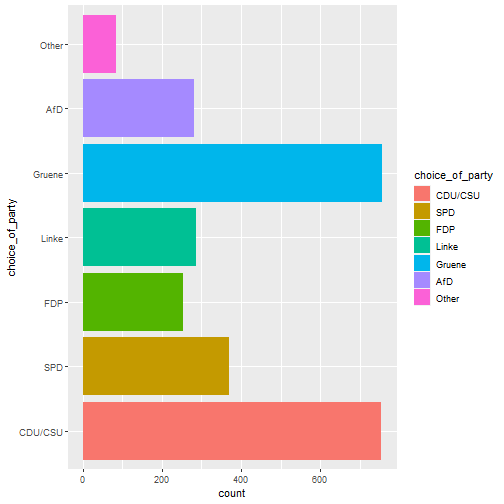 choice_of_party
Other
AfD
Gruene
Linke
FDP
SPD
CDU/CSU
0
200
400
600
count
choice_of_party
CDU/CSU
SPD
FDP
Linke
Gruene
AfD
Other